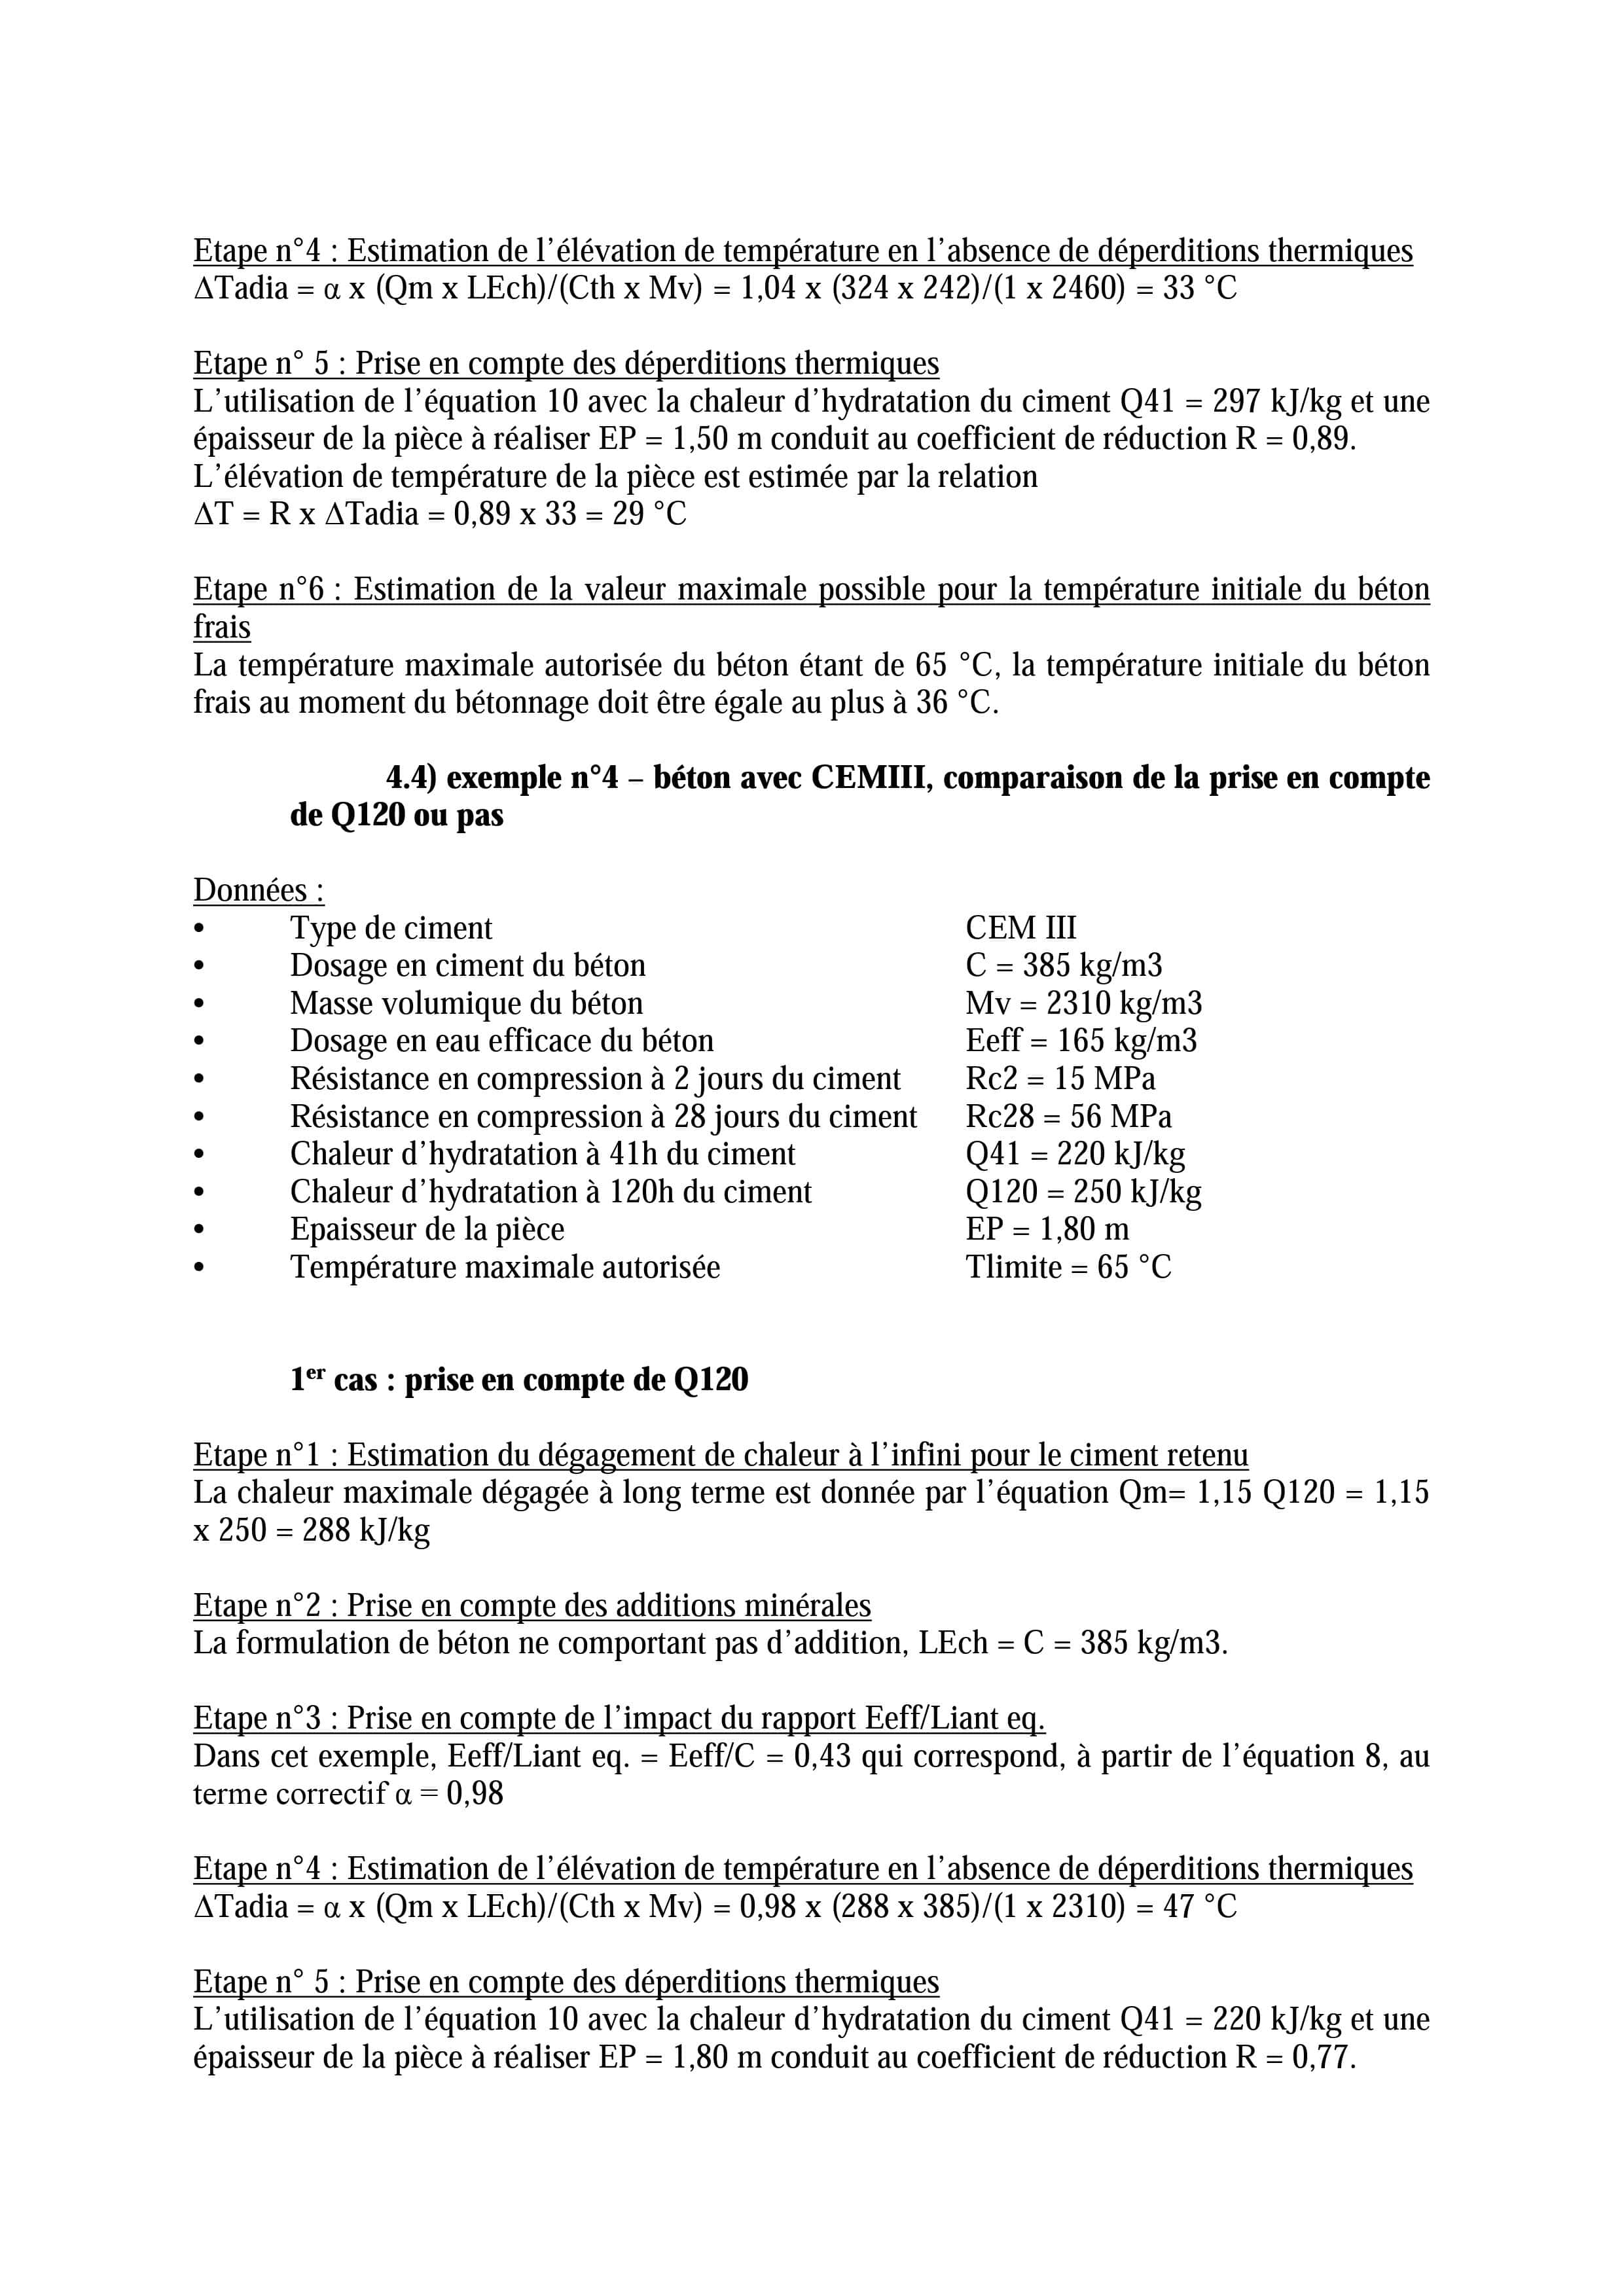 Etape n°4 : Estimation de l’élévation de température en l’absence de déperditions thermiques
ΔTadia = α x (Qm x LEch)/(Cth x Mv) = 1,04 x (324 x 242)/(1 x 2460) = 33 °C
Etape n° 5 : Prise en compte des déperditions thermiques
L’utilisation de l’équation 10 avec la chaleur d’hydratation du ciment Q41 = 297 kJ/kg et une
épaisseur de la pièce à réaliser EP = 1,50 m conduit au coefficient de réduction R = 0,89.
L’élévation de température de la pièce est estimée par la relation
ΔT = R x ΔTadia = 0,89 x 33 = 29 °C
Etape n°6 : Estimation de la valeur maximale possible pour la température initiale du béton
frais
La température maximale autorisée du béton étant de 65 °C, la température initiale du béton
frais au moment du bétonnage doit être égale au plus à 36 °C.
4.4) exemple n°4 – béton avec CEMIII, comparaison de la prise en compte
de Q120 ou pas
Données :
• Type de ciment CEM III
• Dosage en ciment du béton C = 385 kg/m3
• Masse volumique du béton Mv = 2310 kg/m3
• Dosage en eau efficace du béton Eeff = 165 kg/m3
• Résistance en compression à 2 jours du ciment Rc2 = 15 MPa
• Résistance en compression à 28 jours du ciment Rc28 = 56 MPa
• Chaleur d’hydratation à 41h du ciment Q41 = 220 kJ/kg
• Chaleur d’hydratation à 120h du ciment Q120 = 250 kJ/kg
• Epaisseur de la pièce EP = 1,80 m
• Température maximale autorisée Tlimite = 65 °C
1er cas : prise en compte de Q120
Etape n°1 : Estimation du dégagement de chaleur à l’infini pour le ciment retenu
La chaleur maximale dégagée à long terme est donnée par l’équation Qm= 1,15 Q120 = 1,15
x 250 = 288 kJ/kg
Etape n°2 : Prise en compte des additions minérales
La formulation de béton ne comportant pas d’addition, LEch = C = 385 kg/m3.
Etape n°3 : Prise en compte de l’impact du rapport Eeff/Liant eq.
Dans cet exemple, Eeff/Liant eq. = Eeff/C = 0,43 qui correspond, à partir de l’équation 8, au
terme correctif α = 0,98
Etape n°4 : Estimation de l’élévation de température en l’absence de déperditions thermiques
ΔTadia = α x (Qm x LEch)/(Cth x Mv) = 0,98 x (288 x 385)/(1 x 2310) = 47 °C
Etape n° 5 : Prise en compte des déperditions thermiques
L’utilisation de l’équation 10 avec la chaleur d’hydratation du ciment Q41 = 220 kJ/kg et une
épaisseur de la pièce à réaliser EP = 1,80 m conduit au coefficient de réduction R = 0,77.